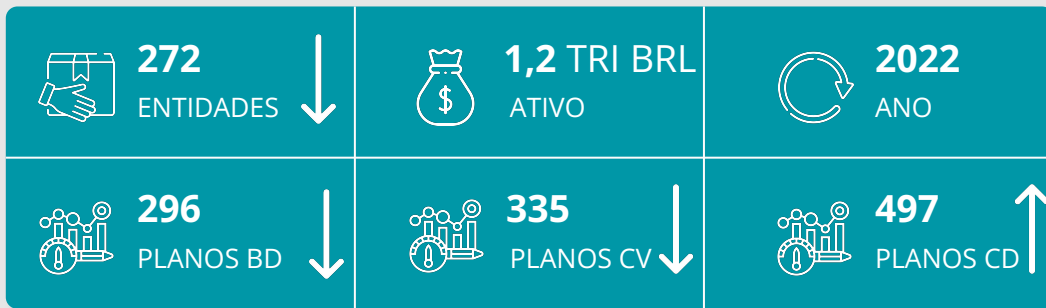 272
ENTIDADES
1,2 TRI BRL
ATIVO
2022
ANO
296
PLANOS BD
335
PLANOS CV
497
PLANOS CD
$